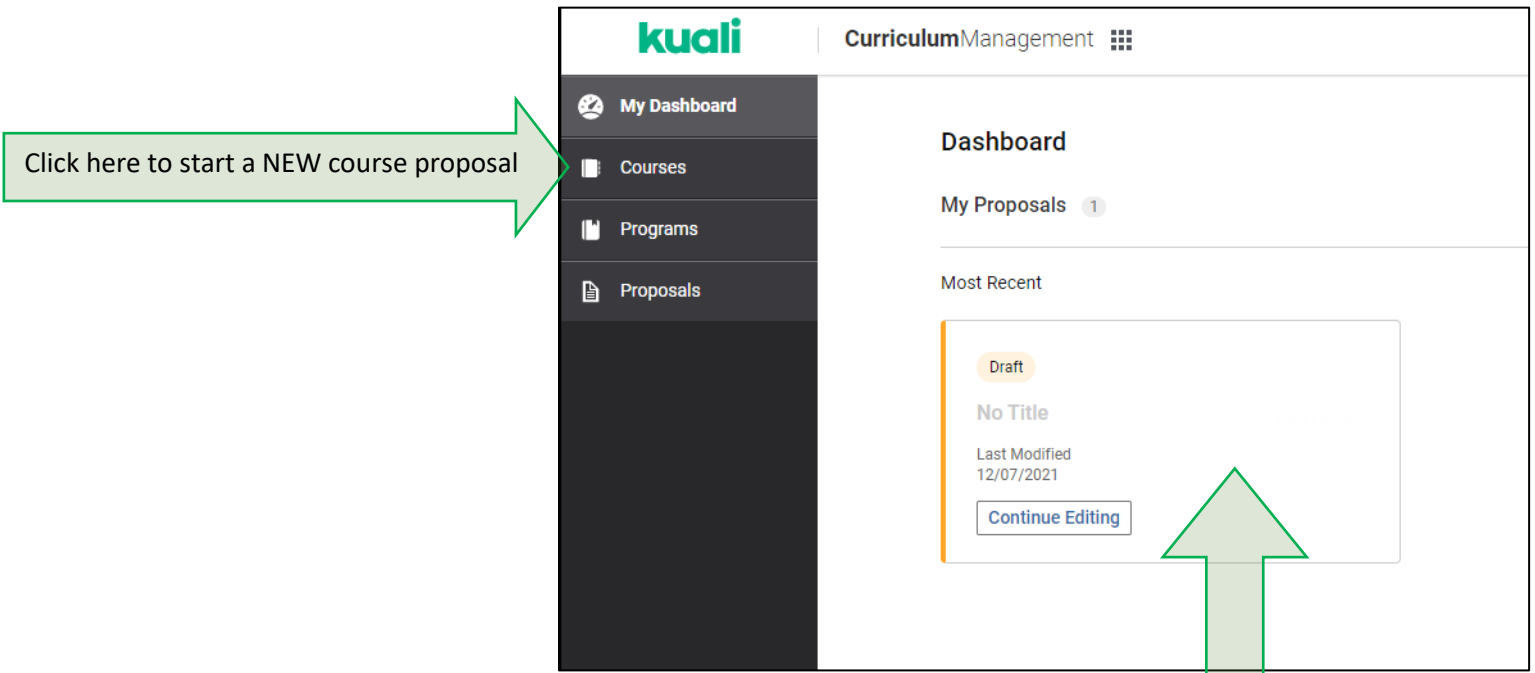 kuali
CurriculumManagement
My Dashboard
Click here to start a NEW course proposal
Courses
Programs
Proposals
Dashboard
My Proposals 1
Most Recent
Draft
No Title
Last Modified
12/07/2021
Continue Editing